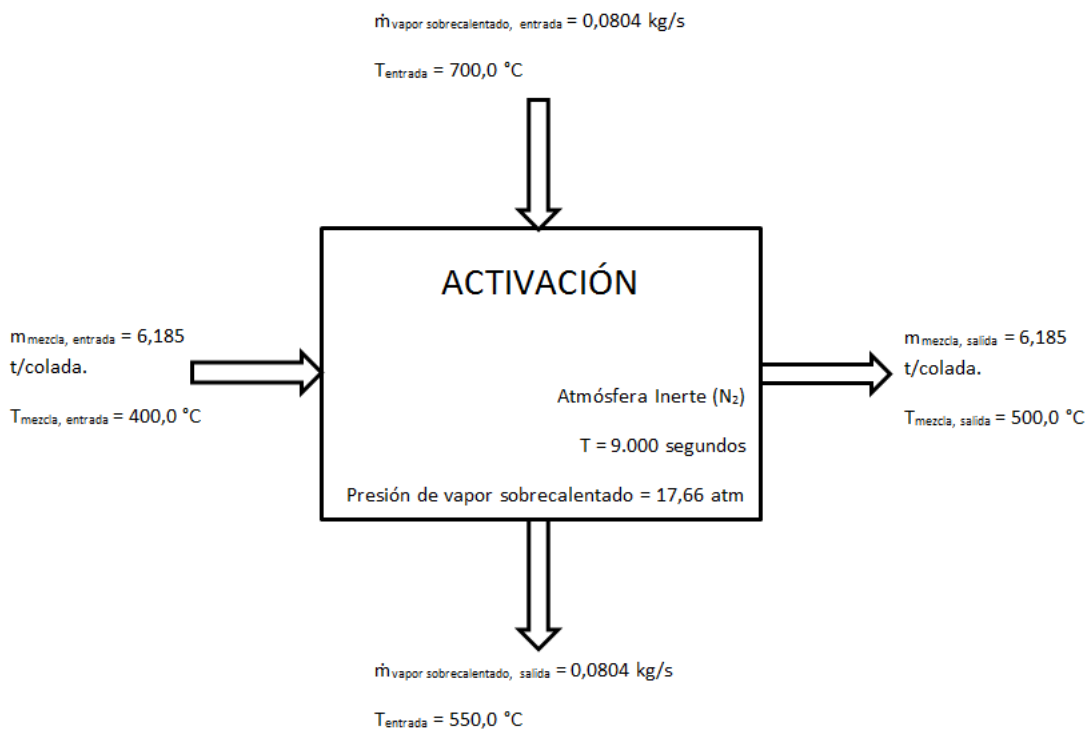 ṁvapor sobrecalentado, entrada = 0,0804 kg/s
Tentrada = 700,0 °C
ACTIVACIÓN
mmezcla, entrada = 6,185
t/colada.
Tmezcla, entrada = 400,0 °C
mmezcla, salida = 6,185
t/colada.
Tmezcla, salida = 500,0 °C
Atmósfera Inerte (N₂)
T = 9.000 segundos
Presión de vapor sobrecalentado = 17,66 atm
ṁvapor sobrecalentado, salida = 0,0804 kg/s
Tentrada = 550,0 °C